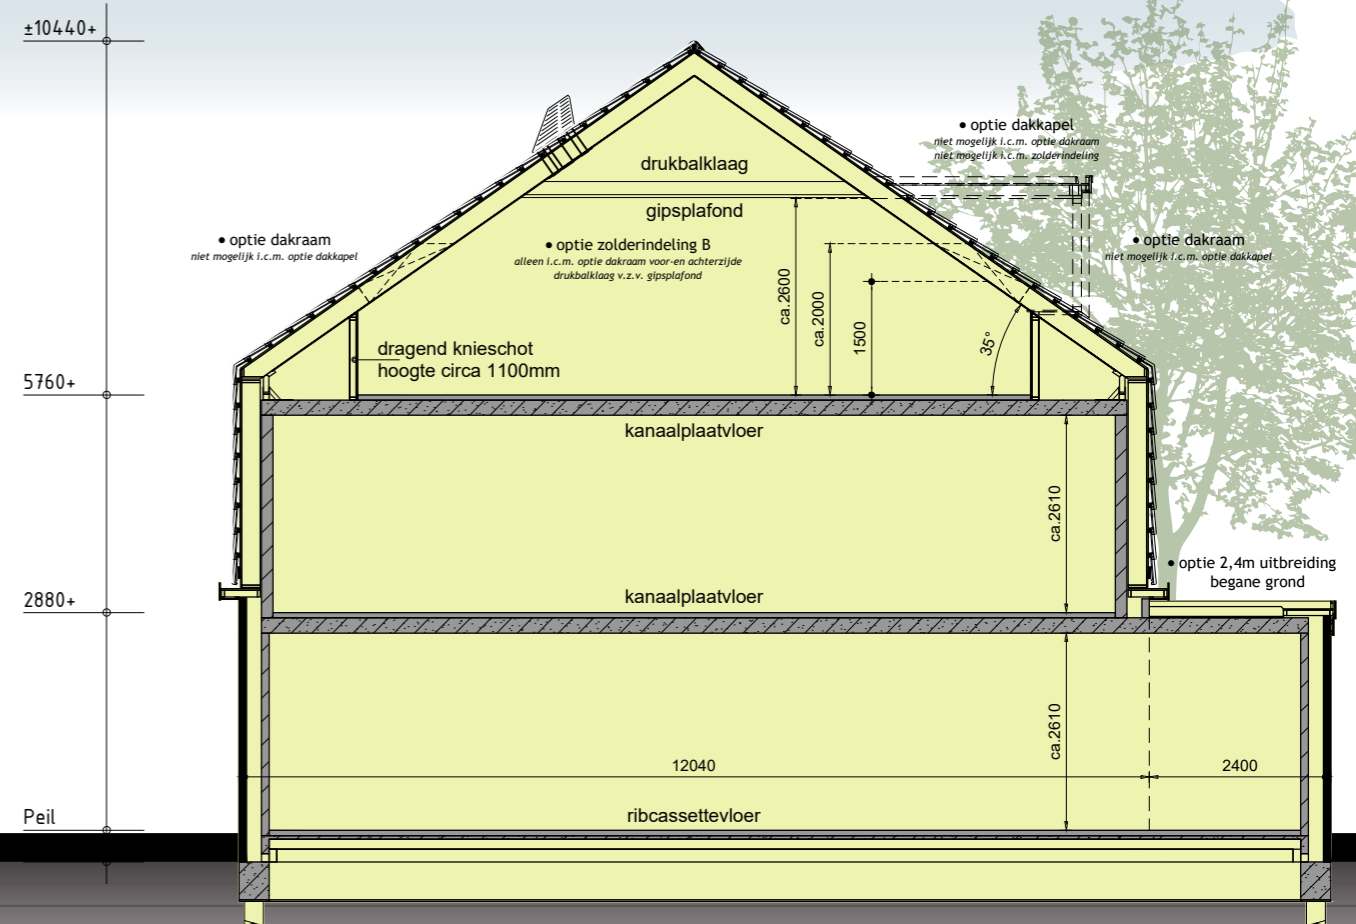 ±10440+
• optie dakkapel
niet mogelijk i.c.m. optie dakraam
niet mogelijk i.c.m. zolderindeling
drukbalklaag
gipsplafond
• optie dakraam
niet mogelijk i.c.m. optie dakkapel
• optie zolderindeling B
alleen i.c.m. optie dakraam voor-en achterzijde
drukbalklaag v.z.v. gipsplafond
• optie dakraam
niet mogelijk i.c.m. optie dakkapel
ca.2600
ca.2000
1500
35°
dragend knieschot
hoogte circa 1100mm
5760+
kanaalplaatvloer
ca.2610
• optie 2,4m uitbreiding
begane grond
2880+
kanaalplaatvloer
ca.2610
12040
2400
Peil
ribcassettevloer